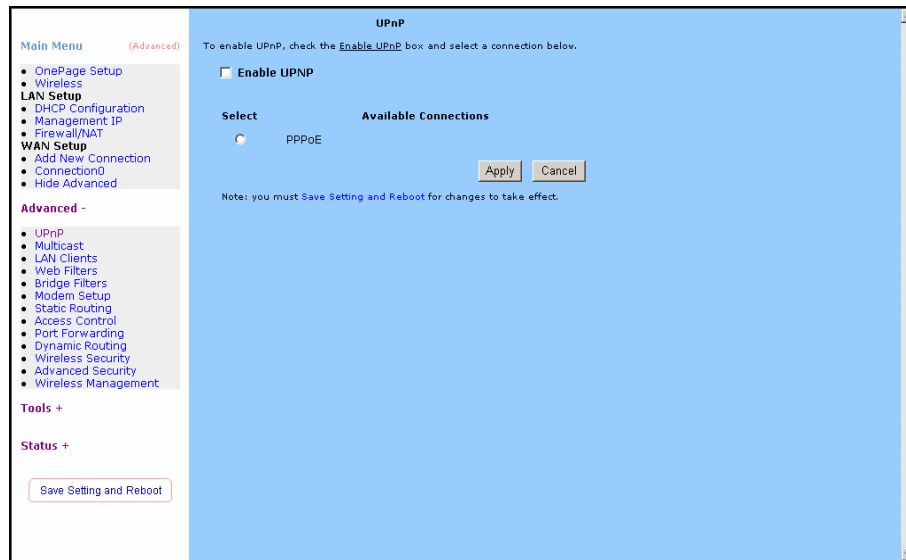 Main Menu (Advanced)
OnePage Setup
Wireless
LAN Setup
DHCP Configuration
Management IP
Firewall/NAT
WAN Setup
Add New Connection
Connection0
Hide Advanced
Advanced -
UPnP
Multicast
LAN Clients
Web Filters
Bridge Filters
Modem Setup
Static Routing
Access Control
Port Forwarding
Dynamic Routing
Wireless Security
Advanced Security
Wireless Management
Tools +
Status +
Save Setting and Reboot
UPnP
To enable UPnP, check the Enable UPnP box and select a connection below.
Enable UPNP
Select Available Connections
PPPoE
Apply Cancel
Note: you must Save Setting and Reboot for changes to take effect.